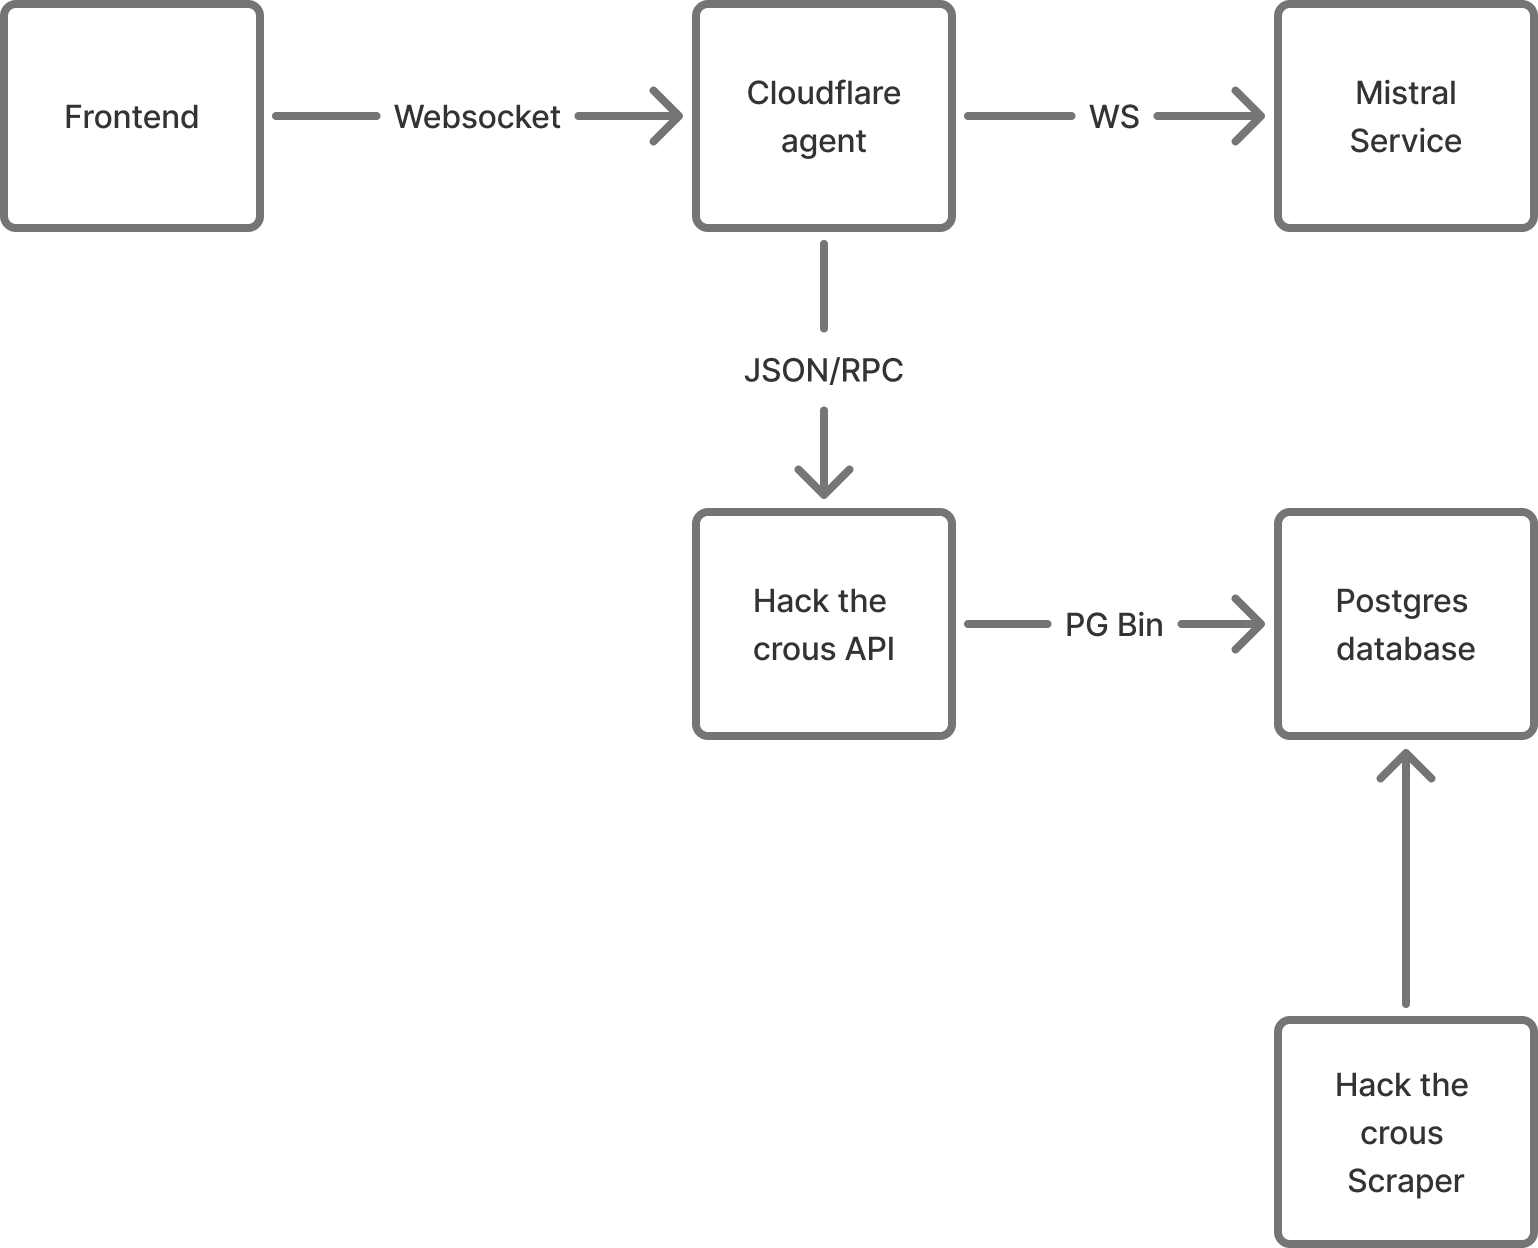 Frontend
Websocket
Cloudflare
agent
WS
Mistral
Service
JSON/RPC
Hack the
crous API
PG Bin
Postgres
database
Hack the
crous
Scraper